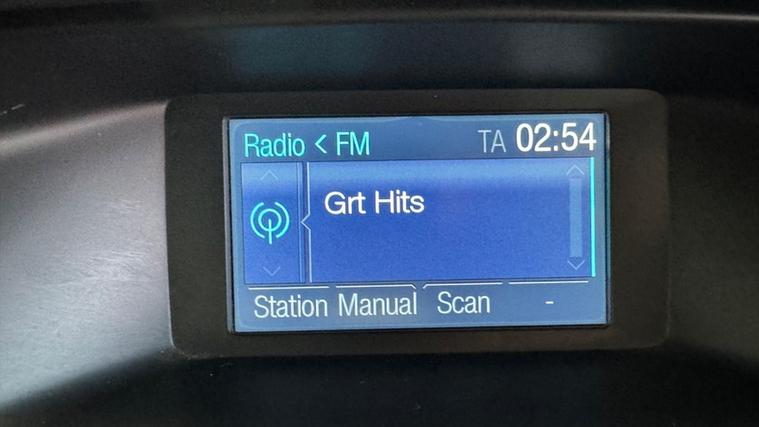 Radio < FM TA 02:54
Grt Hits
Station Manual Scan -